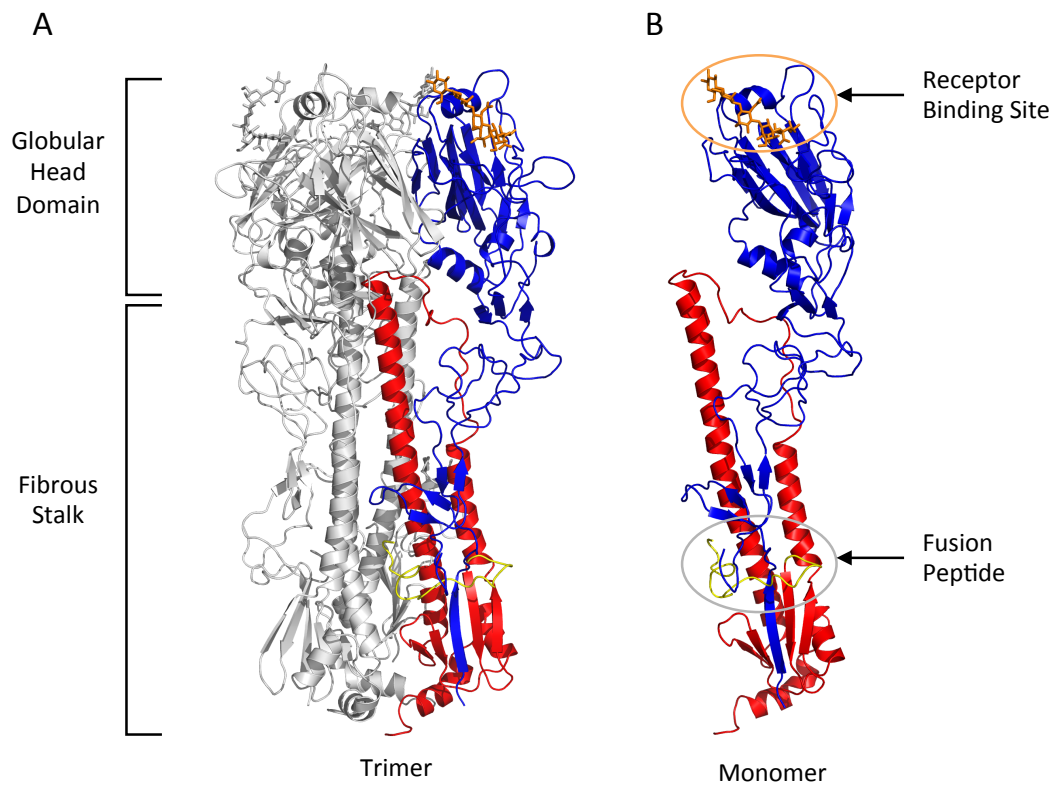 A
B
Globular
Head
Domain
Receptor
Binding Site
Fibrous
Stalk
Fusion
Peptide
Trimer
Monomer